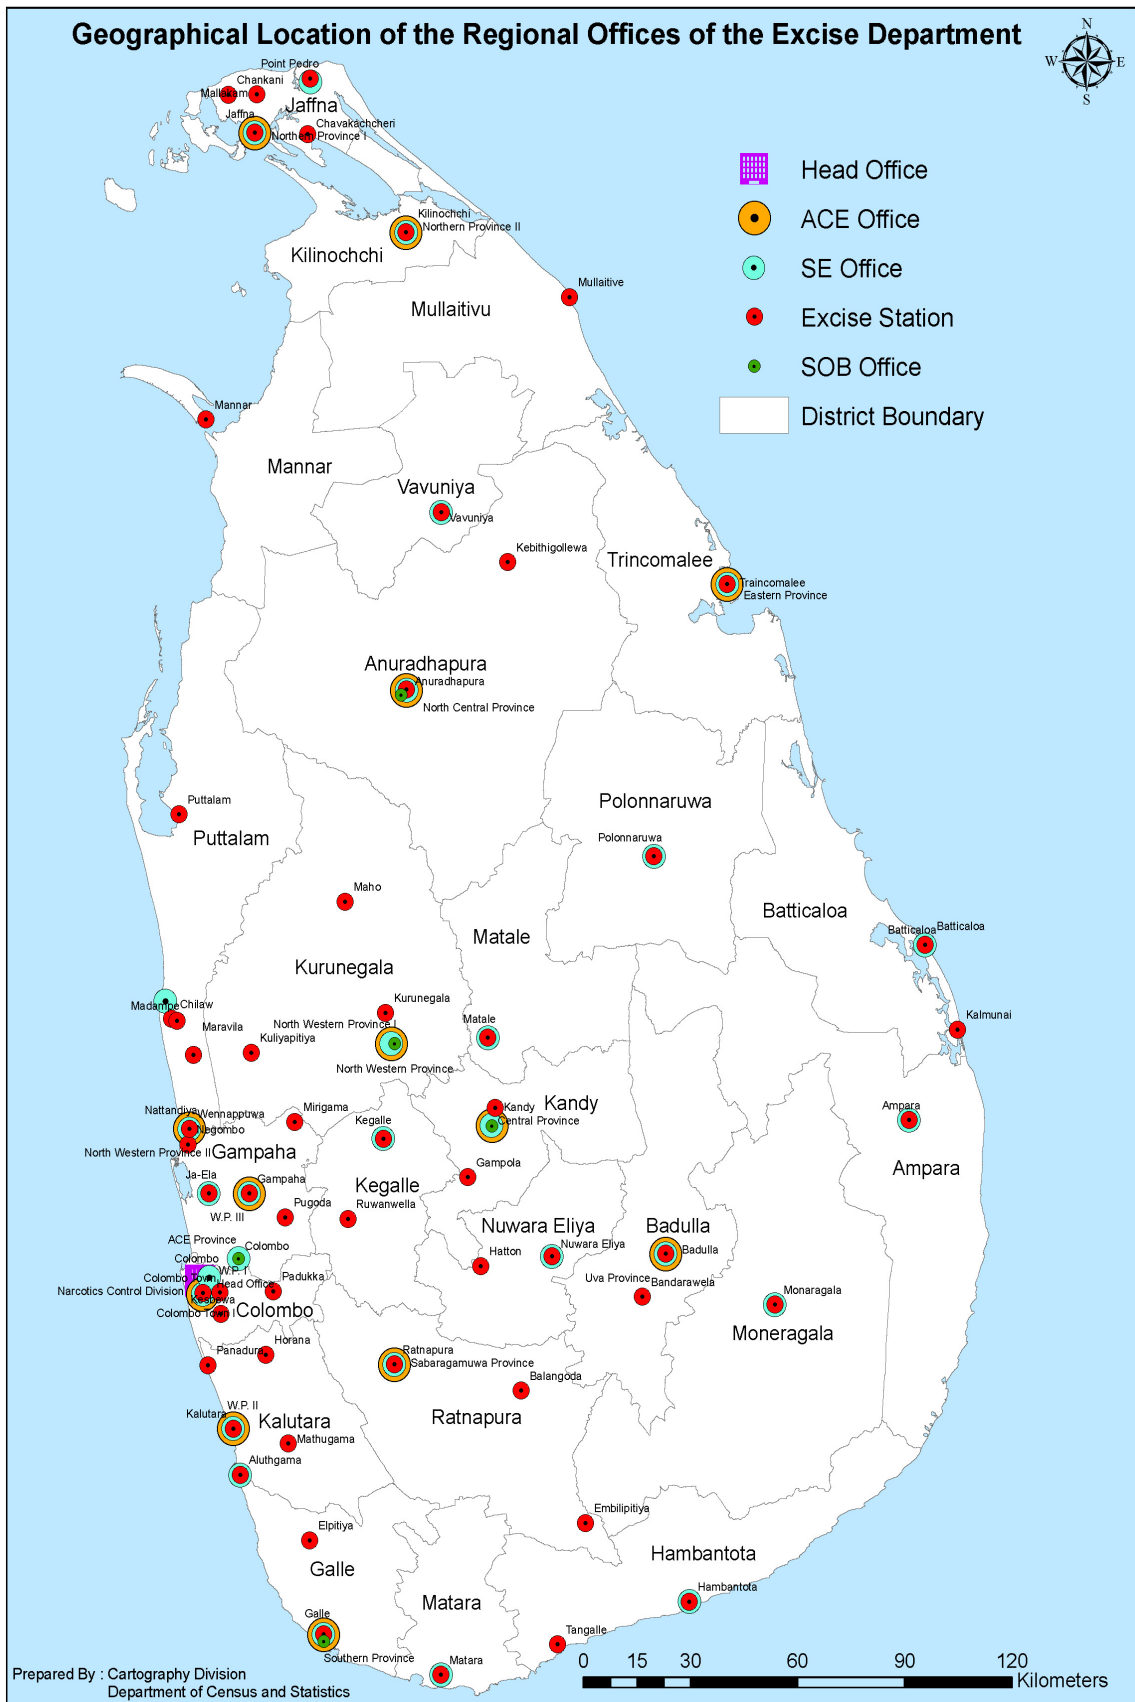 Geographical Location of the Regional Offices of the Excise Department
N
W
E
S
Point Pedro
Chankani
Mallakam
Jaffna
Jaffna
Chavakachcheri
Northern Province I
Head Office
ACE Office
SE Office
Excise Station
SOB Office
District Boundary
Kilinochchi
Northern Province II
Kilinochchi
Mullaitive
Mullaitivu
Mannar
Mannar
Vavuniya
Vavuniya
Kebithigollewa
Trincomalee
Traincomalee
Eastern Province
Anuradhapura
Anuradhapura
North Central Province
Puttalam
Puttalam
Polonnaruwa
Polonnaruwa
Maho
Batticaloa
Batticaloa
Batticaloa
Matale
Kurunegala
Kurunegala
Madampe
Chilaw
Maravila
North Western Province I
Kuliyapitiya
North Western Province
Matale
Kalmunai
Nattandiya
Wennappuwa
Negombo
North Western Province II
Mirigama
Gampaha
Kegalle
Kandy
Kandy
Central Province
Ampara
Ampara
Ja-Ela
Gampaha
W.P. III
Pugoda
Kegalle
Ruwanwella
Gampola
Nuwara Eliya
Nuwara Eliya
Hatton
Badulla
Badulla
Uva Province
Bandarawela
ACE Province
Colombo
Colombo
W.P. I
Colombo Town
Head Office
Narcotics Control Division
Kesbewa
Colombo Town I
Padukka
Colombo
Monaragala
Moneragala
Panadura
Horana
Ratnapura
Sabaragamuwa Province
Balangoda
Ratnapura
W.P. II
Kalutara
Kalutara
Mathugama
Aluthgama
Embilipitiya
Elpitiya
Galle
Hambantota
Hambantota
Matara
Galle
Southern Province
Matara
Tangalle
0 15 30 60 90 120
Kilometers
Prepared By : Cartography Division
Department of Census and Statistics